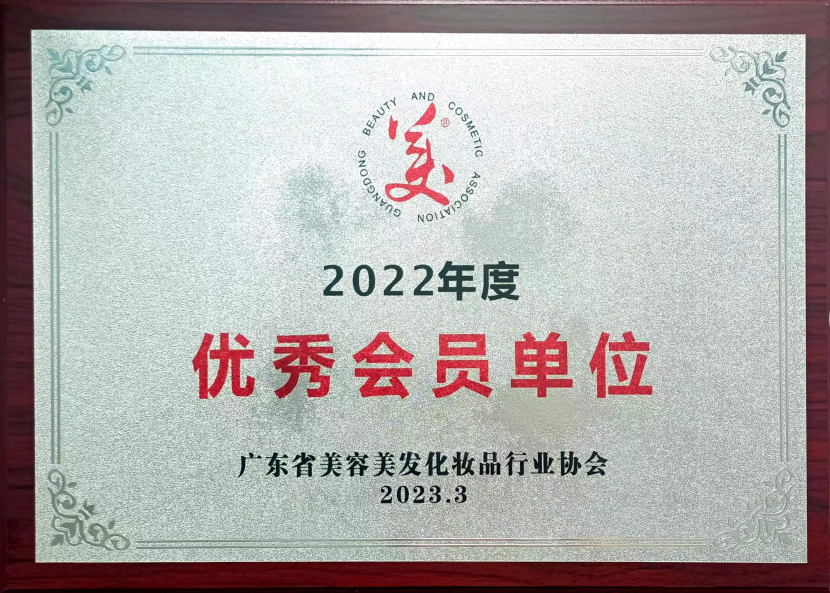 GUANGDONG BEAUTY AND COSMETIC ASSOCIATION
美®
2022年度
优秀会员单位
广东省美容美发化妆品行业协会
2023.3